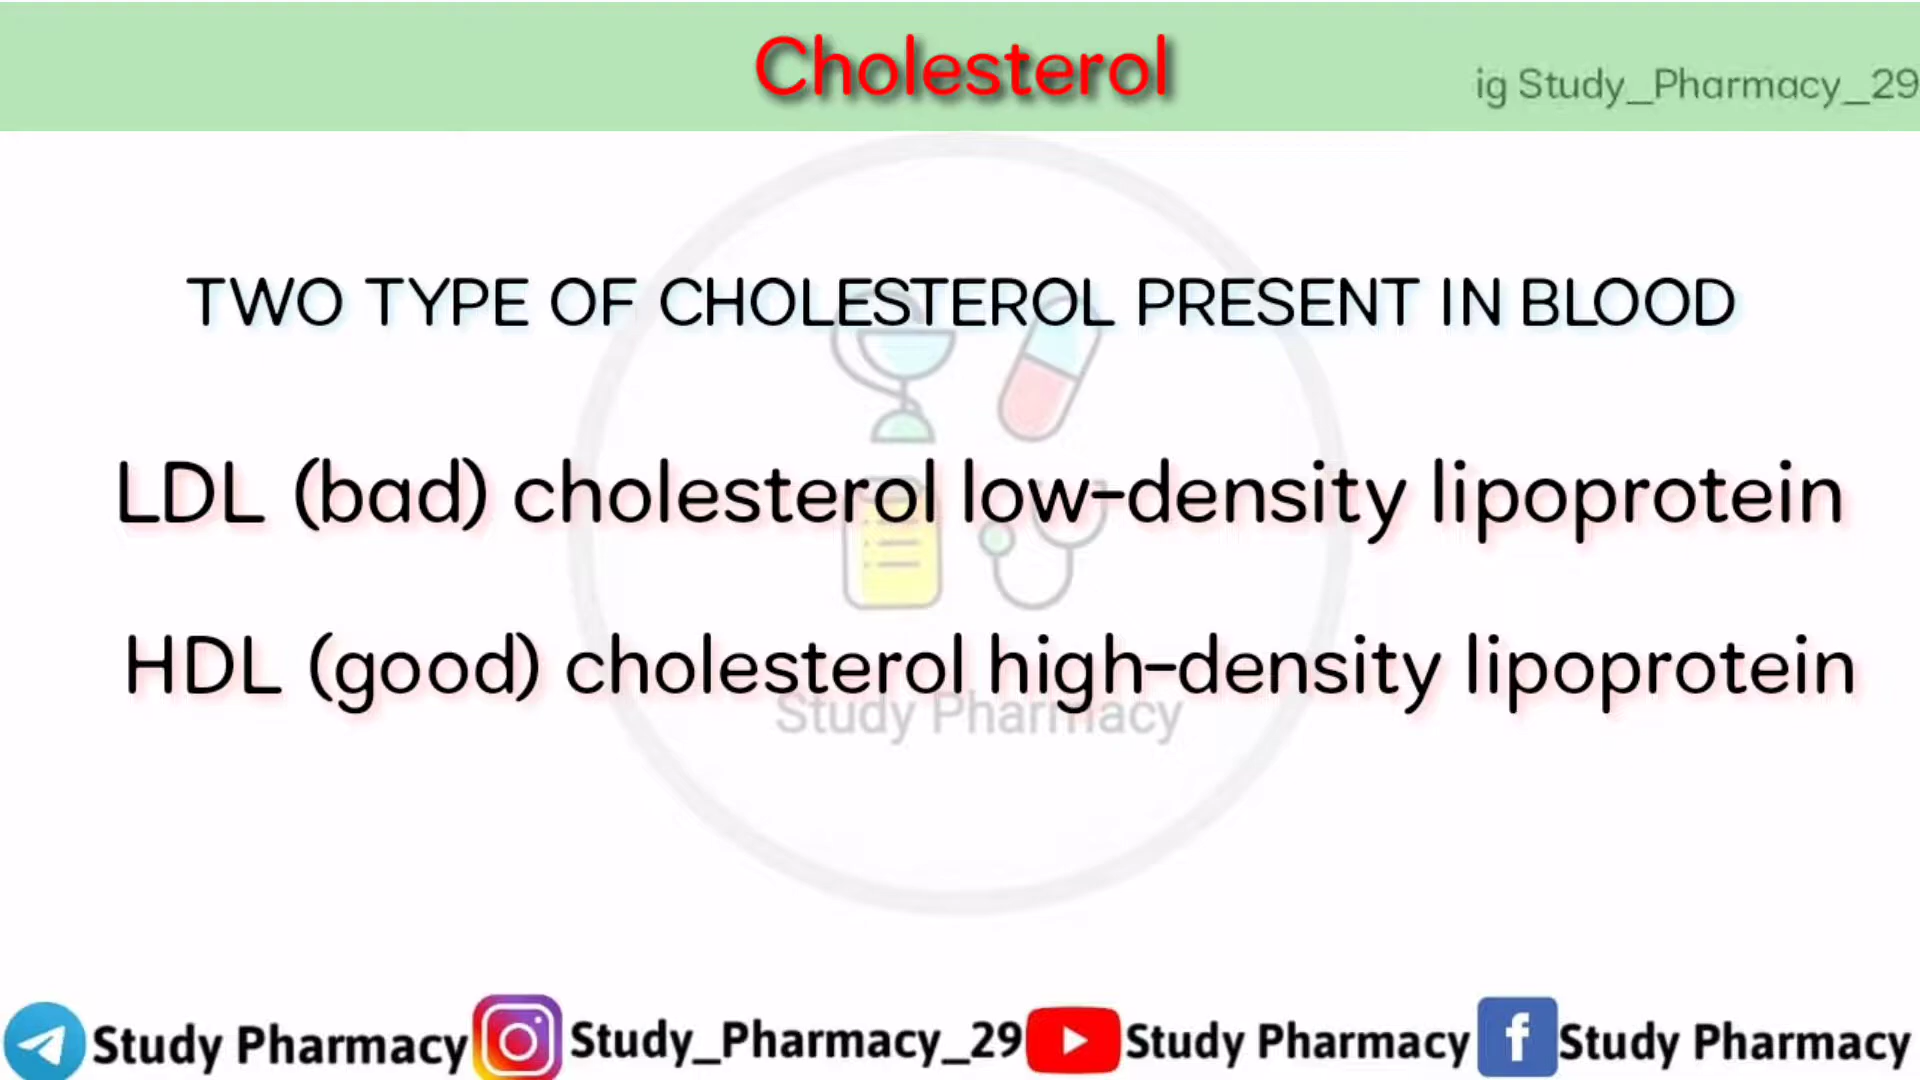 Cholesterol
ig Study_Pharmacy_29
TWO TYPE OF CHOLESTEROL PRESENT IN BLOOD
LDL (bad) cholesterol low-density lipoprotein
HDL (good) cholesterol high-density lipoprotein
Study Pharmacy
Study Pharmacy Study_Pharmacy_29 Study Pharmacy Study Pharmacy